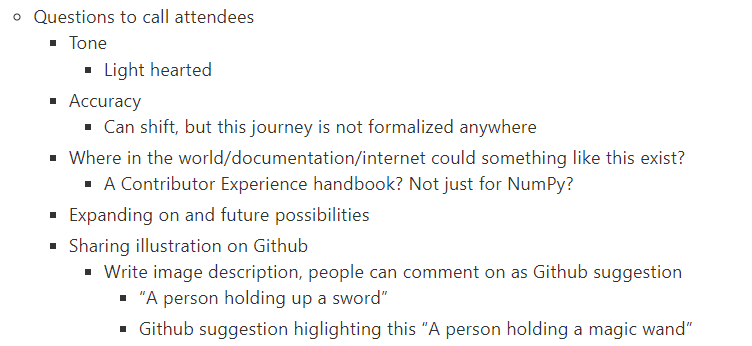 Questions to call attendees
Tone
Light hearted
Accuracy
Can shift, but this journey is not formalized anywhere
Where in the world/documentation/internet could something like this exist?
A Contributor Experience handbook? Not just for NumPy?
Expanding on and future possibilities
Sharing illustration on Github
Write image description, people can comment on as Github suggestion
“A person holding up a sword”
Github suggestion higlighting this “A person holding a magic wand”